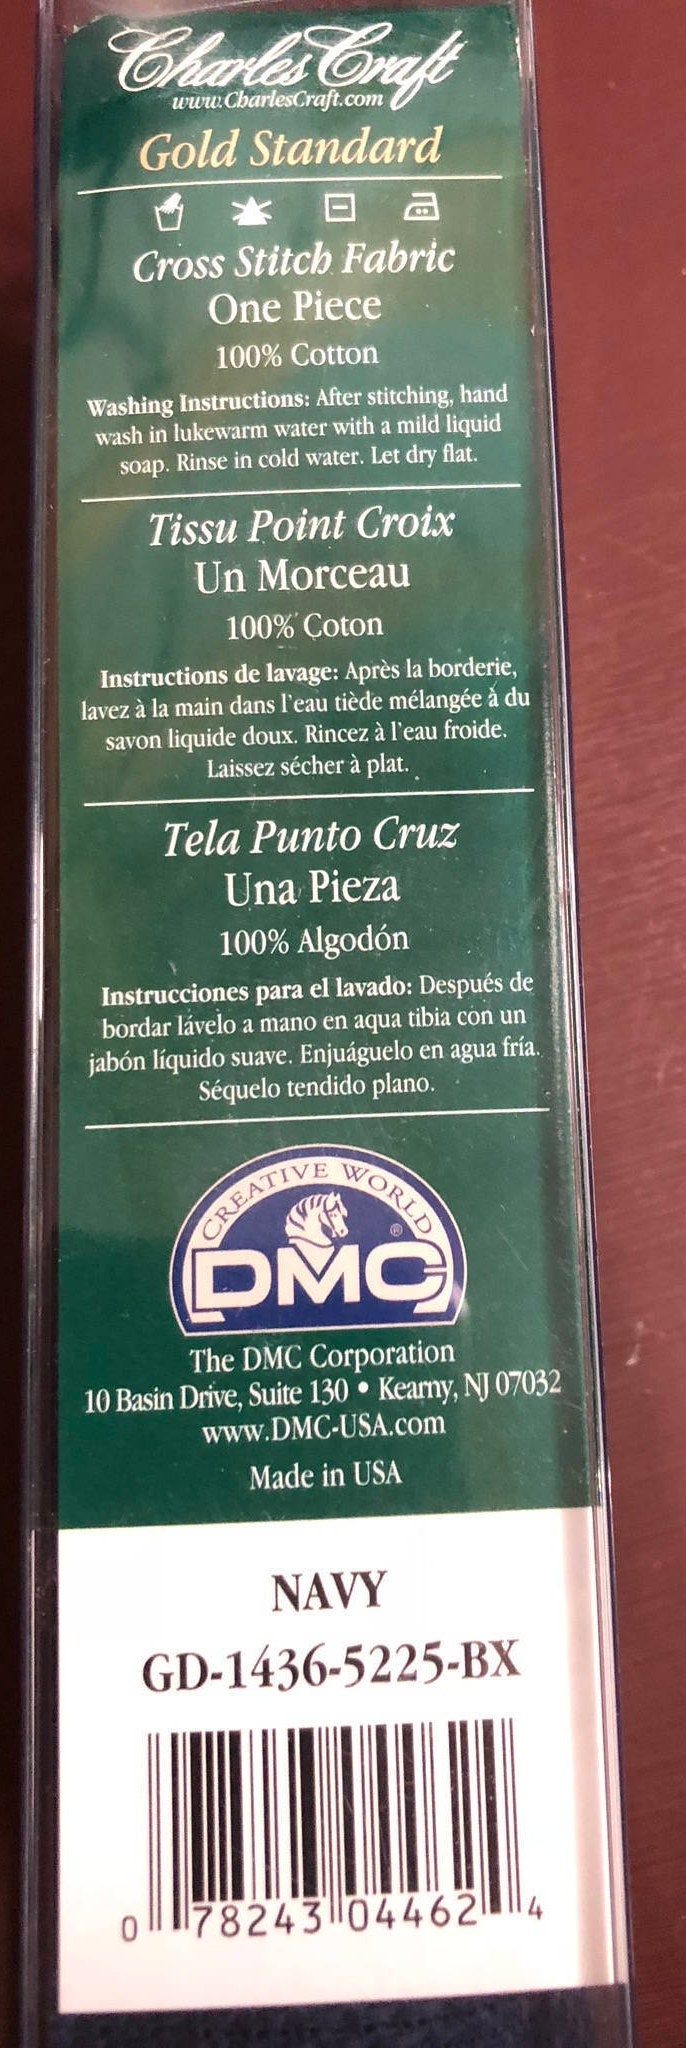 Charles Craft
www.CharlesCraft.com
Gold Standard
Cross Stitch Fabric
One Piece
100% Cotton
Washing Instructions: After stitching, hand
wash in lukewarm water with a mild liquid
soap. Rinse in cold water. Let dry flat.
Tissu Point Croix
Un Morceau
100% Coton
Instructions de lavage: Après la borderie,
lavez à la main dans l'eau tiède mélangée à du
savon liquide doux. Rincez à l'eau froide.
Laissez sécher à plat.
Tela Punto Cruz
Una Pieza
100% Algodón
Instrucciones para el lavado: Después de
bordar lávelo a mano en aqua tibia con un
jabón líquido suave. Enjuáguelo en agua fría.
Séquelo tendido plano.
CREATIVE WORLD
DMC®
The DMC Corporation
10 Basin Drive, Suite 130 • Kearny, NJ 07032
www.DMC-USA.com
Made in USA
NAVY
GD-1436-5225-BX
0 78243 04462 4